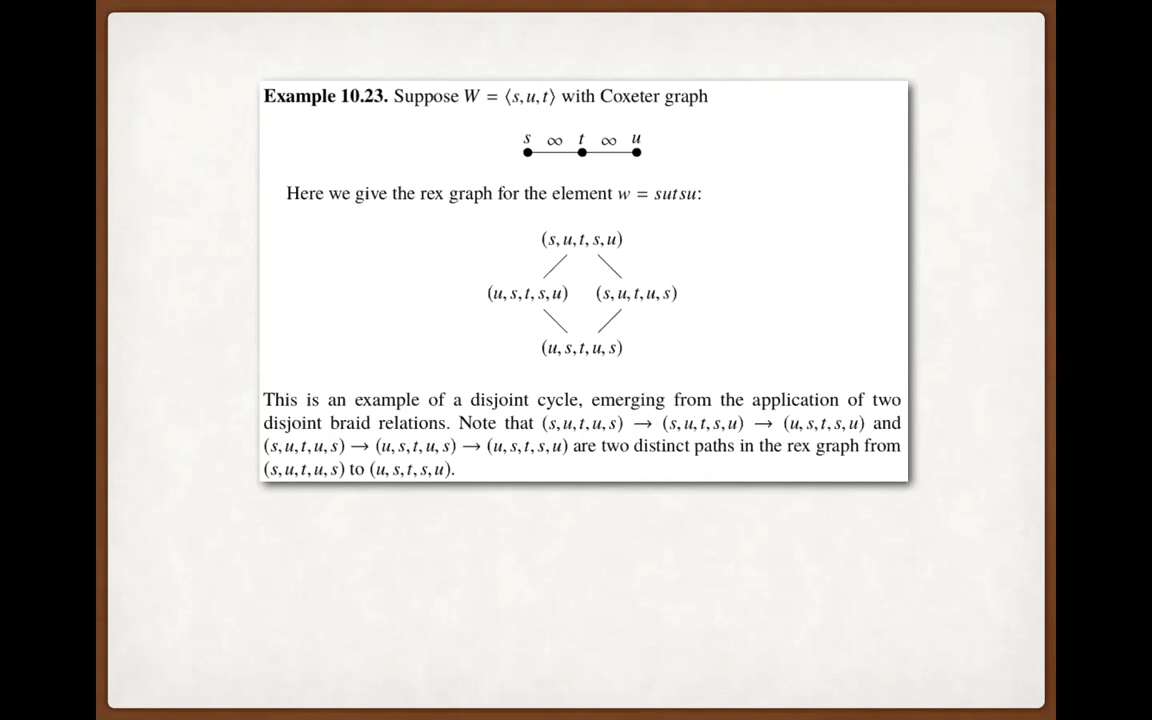 Example 10.23. Suppose W = ⟨s, u, t⟩ with Coxeter graph
s ∞ t ∞ u
Here we give the rex graph for the element w = sutsu:
(s, u, t, s, u)
(u, s, t, s, u) (s, u, t, u, s)
(u, s, t, u, s)
This is an example of a disjoint cycle, emerging from the application of two
disjoint braid relations. Note that (s, u, t, u, s) → (s, u, t, s, u) → (u, s, t, s, u) and
(s, u, t, u, s) → (u, s, t, u, s) → (u, s, t, s, u) are two distinct paths in the rex graph from
(s, u, t, u, s) to (u, s, t, s, u).